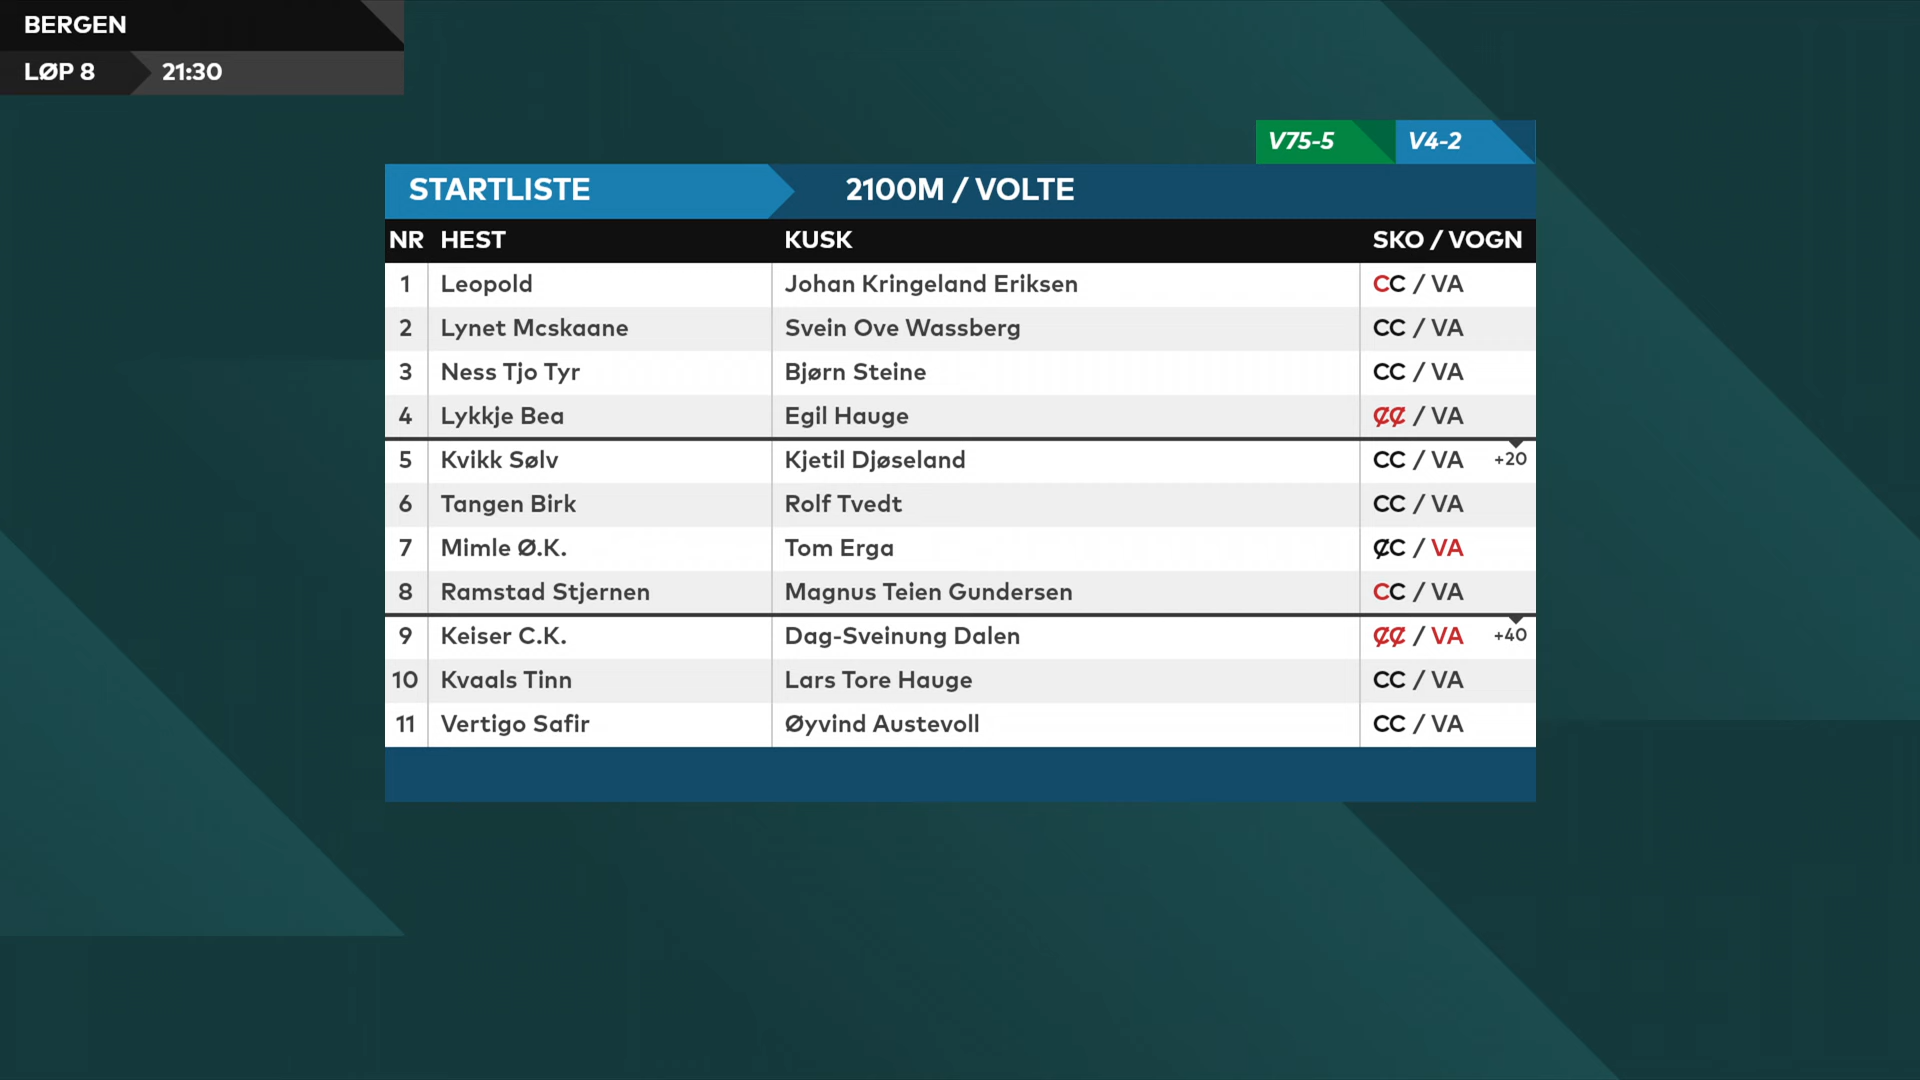 BERGEN
LØP 8 21:30
V75-5 V4-2
STARTLISTE 2100M / VOLTE
NR HEST KUSK SKO / VOGN
1 Leopold Johan Kringeland Eriksen CC / VA
2 Lynet Mcskaane Svein Ove Wassberg CC / VA
3 Ness Tjo Tyr Bjørn Steine CC / VA
4 Lykkje Bea Egil Hauge ȻȻ / VA
5 Kvikk Sølv Kjetil Djøseland CC / VA +20
6 Tangen Birk Rolf Tvedt CC / VA
7 Mimle Ø.K. Tom Erga ȻC / VA
8 Ramstad Stjernen Magnus Teien Gundersen CC / VA
9 Keiser C.K. Dag-Sveinung Dalen ȻȻ / VA +40
10 Kvaals Tinn Lars Tore Hauge CC / VA
11 Vertigo Safir Øyvind Austevoll CC / VA